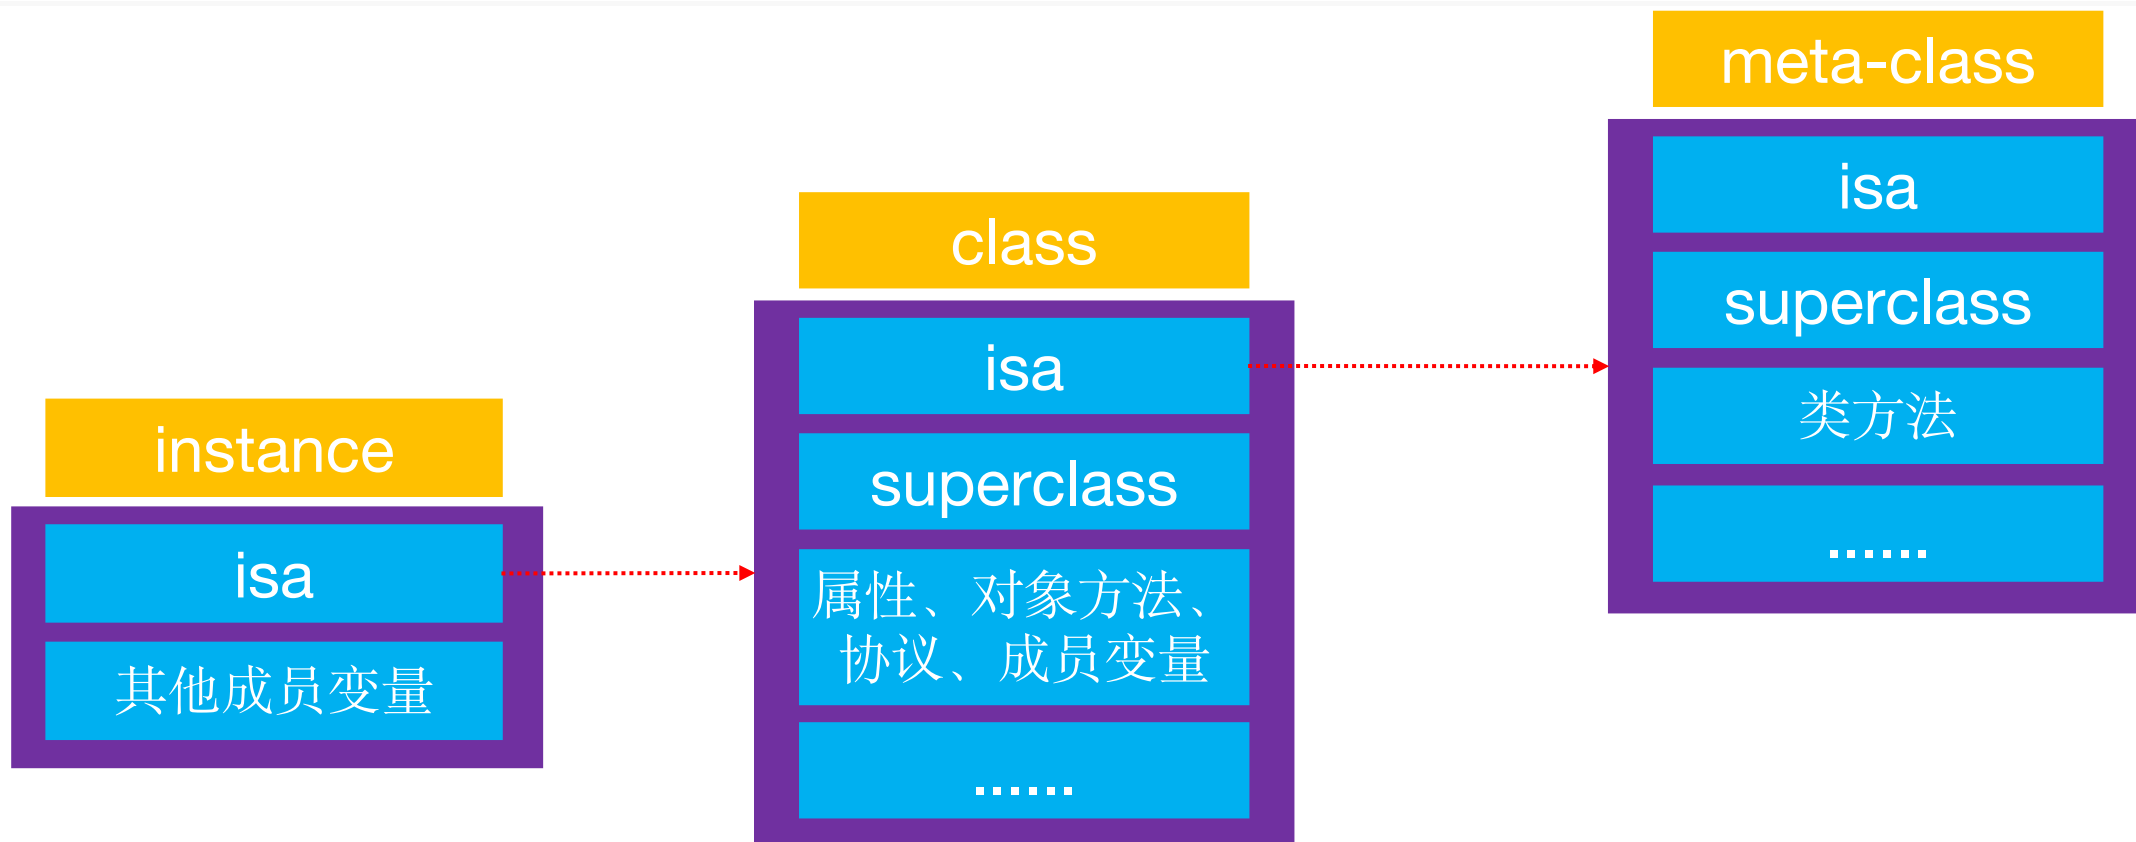 instance
isa
其他成员变量
class
isa
superclass
属性、对象方法、
协议、成员变量
......
meta-class
isa
superclass
类方法
......